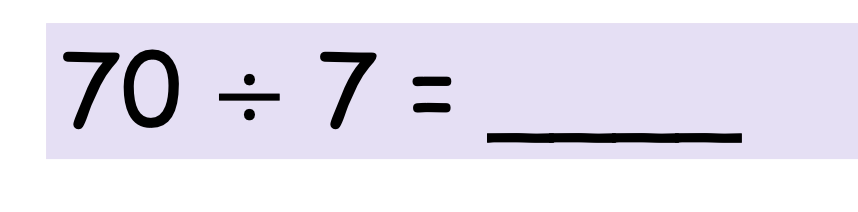 70 ÷ 7 = ____